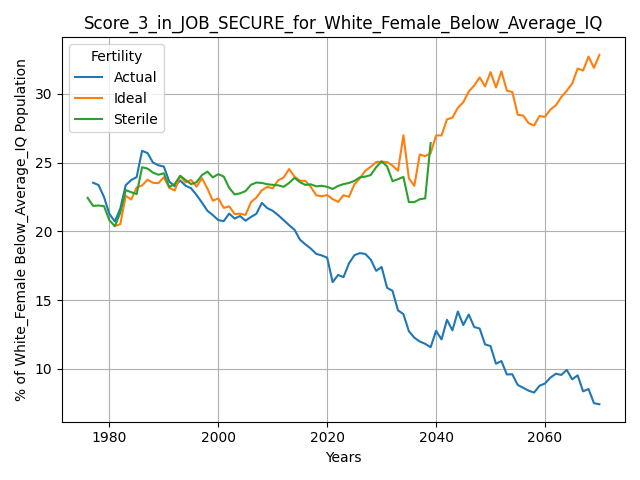 Score_3_in_JOB_SECURE_for_White_Female_Below_Average_IQ
Fertility
Actual
Ideal
Sterile
% of White_Female Below_Average_IQ Population
30
25
20
15
10
1980
2000
2020
2040
2060
Years